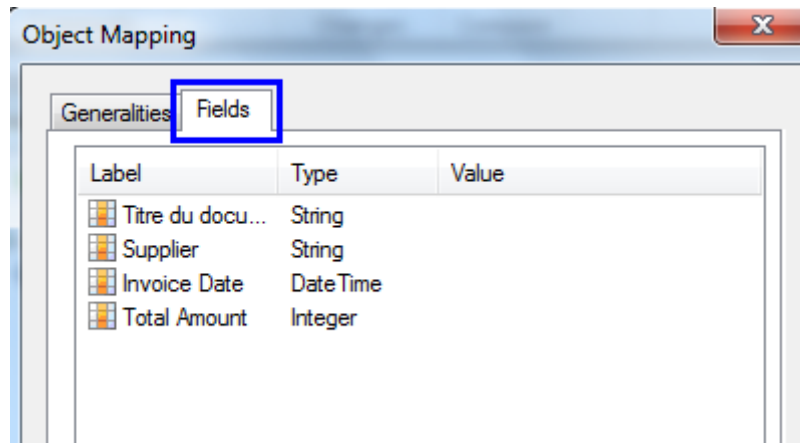 Object Mapping
Generalities Fields
Label Type Value
Titre du docu... String
Supplier String
Invoice Date DateTime
Total Amount Integer